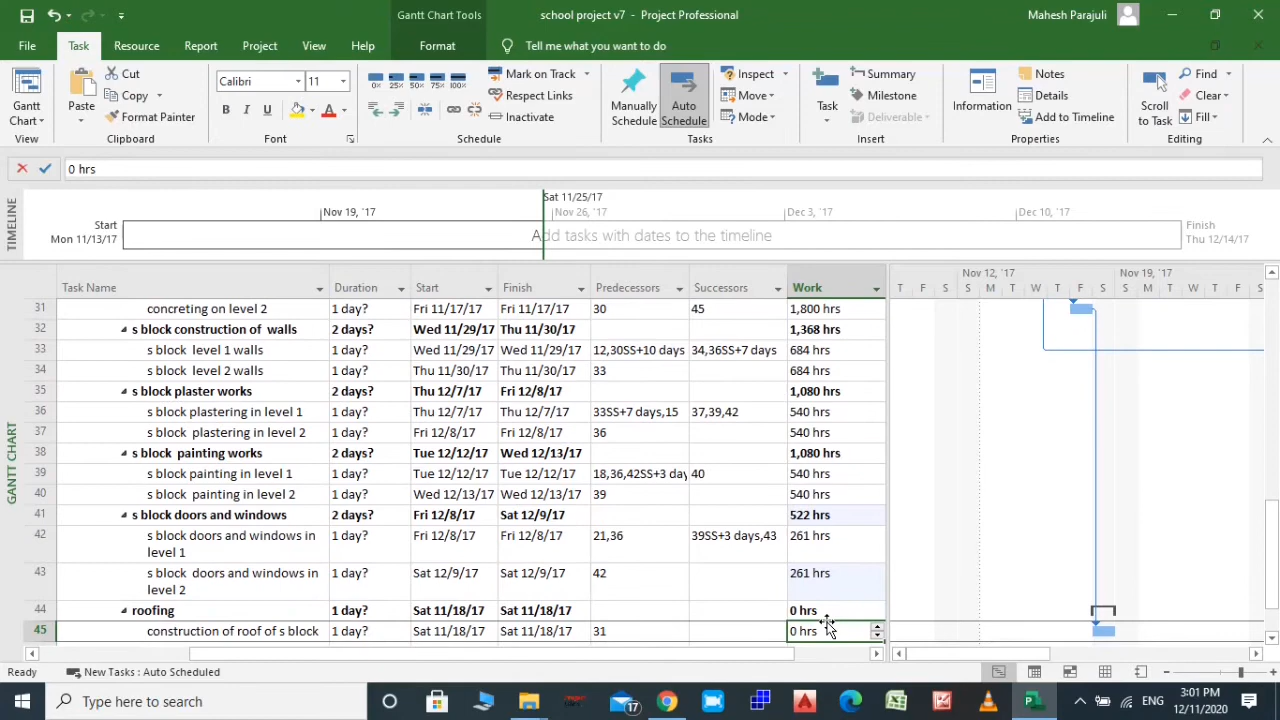 Gantt Chart Tools
school project v7 - Project Professional
Mahesh Parajuli
File Task Resource Report Project View Help Format Tell me what you want to do
Gantt Chart
View
Paste
Cut
Copy
Format Painter
Clipboard
Calibri 11
B I U A
Font
0% 25% 50% 75% 100%
Mark on Track
Respect Links
Inactivate
Schedule
Manually Schedule
Auto Schedule
Inspect
Move
Mode
Tasks
Task
Summary
Milestone
Deliverable
Insert
Information
Notes
Details
Add to Timeline
Properties
Scroll to Task
Find
Clear
Fill
Editing
0 hrs
TIMELINE
Sat 11/25/17
Nov 19, '17 Nov 26, '17 Dec 3, '17 Dec 10, '17
Start
Mon 11/13/17
Add tasks with dates to the timeline
Finish
Thu 12/14/17
GANTT CHART
Task Name Duration Start Finish Predecessors Successors Work
Nov 12, '17 Nov 19, '17
T F S S M T W T F S S M T W T F S
31 concreting on level 2 1 day? Fri 11/17/17 Fri 11/17/17 30 45 1,800 hrs
32 s block construction of walls 2 days? Wed 11/29/17 Thu 11/30/17 1,368 hrs
33 s block level 1 walls 1 day? Wed 11/29/17 Wed 11/29/17 12,30SS+10 days 34,36SS+7 days 684 hrs
34 s block level 2 walls 1 day? Thu 11/30/17 Thu 11/30/17 33 684 hrs
35 s block plaster works 2 days? Thu 12/7/17 Fri 12/8/17 1,080 hrs
36 s block plastering in level 1 1 day? Thu 12/7/17 Thu 12/7/17 33SS+7 days,15 37,39,42 540 hrs
37 s block plastering in level 2 1 day? Fri 12/8/17 Fri 12/8/17 36 540 hrs
38 s block painting works 2 days? Tue 12/12/17 Wed 12/13/17 1,080 hrs
39 s block painting in level 1 1 day? Tue 12/12/17 Tue 12/12/17 18,36,42SS+3 day 40 540 hrs
40 s block painting in level 2 1 day? Wed 12/13/17 Wed 12/13/17 39 540 hrs
41 s block doors and windows 2 days? Fri 12/8/17 Sat 12/9/17 522 hrs
42 s block doors and windows in level 1 1 day? Fri 12/8/17 Fri 12/8/17 21,36 39SS+3 days,43 261 hrs
43 s block doors and windows in level 2 1 day? Sat 12/9/17 Sat 12/9/17 42 261 hrs
44 roofing 1 day? Sat 11/18/17 Sat 11/18/17 0 hrs
45 construction of roof of s block 1 day? Sat 11/18/17 Sat 11/18/17 31 0 hrs
Ready New Tasks : Auto Scheduled
Type here to search
17
ENG
3:01 PM
12/11/2020